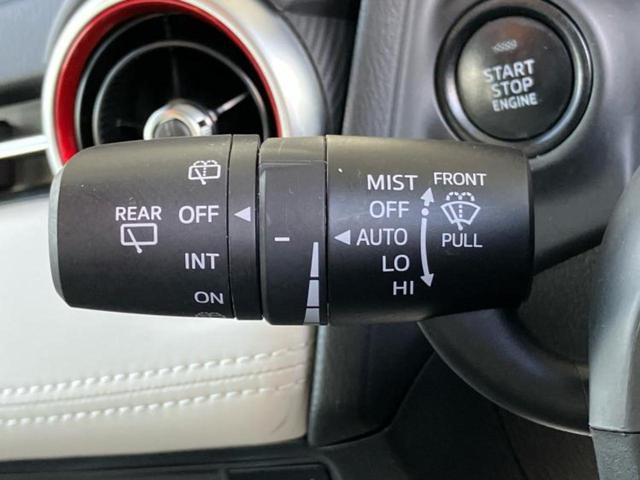 START
STOP
ENGINE
REAR
OFF
INT
ON
MIST
OFF
AUTO
LO
HI
FRONT
PULL